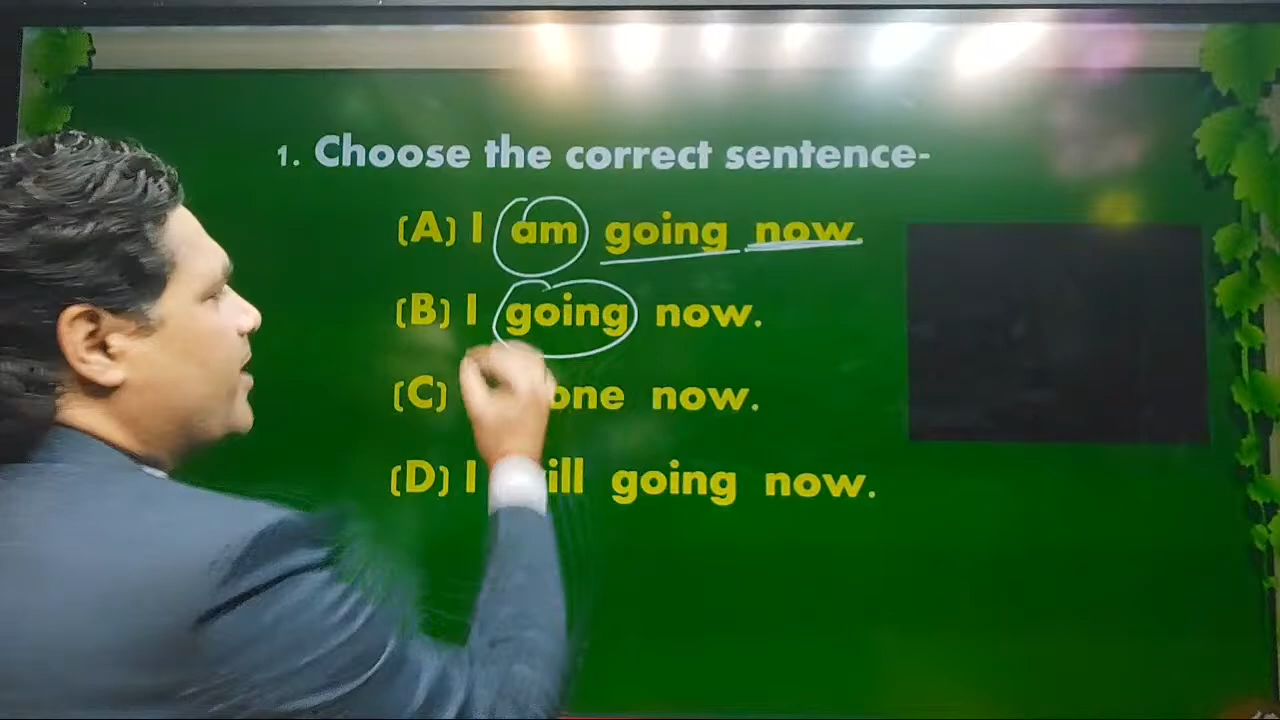 1. Choose the correct sentence-
(A) I am going now.
(B) I going now.
(C) now.
(D) I going now.